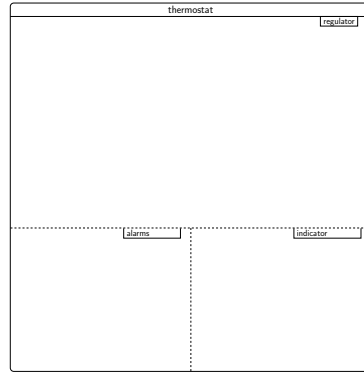 thermostat
regulator
alarms
indicator